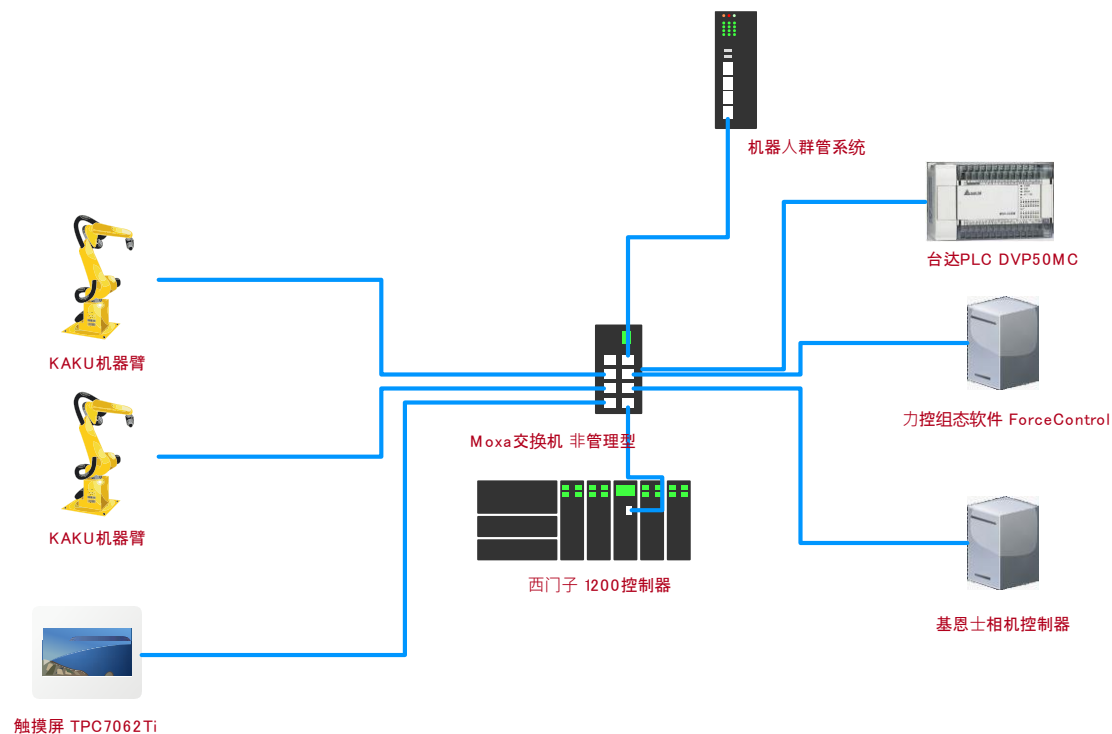 机器人群管系统
台达PLC DVP50MC
KAKU机器臂
力控组态软件 ForceControl
Moxa交换机 非管理型
KAKU机器臂
西门子 1200控制器
基恩士相机控制器
触摸屏 TPC7062Ti